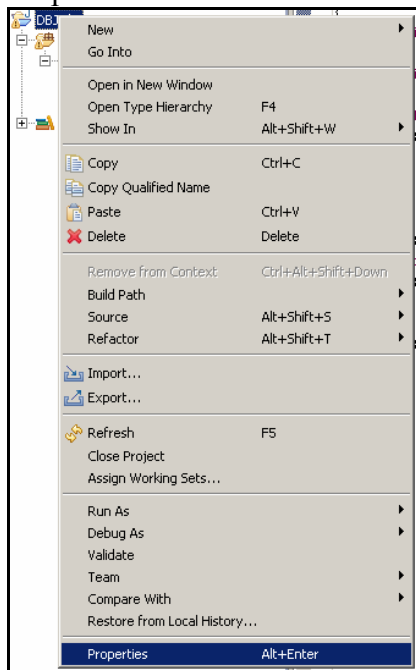 New
Go Into
Open in New Window
Open Type Hierarchy F4
Show In Alt+Shift+W
Copy Ctrl+C
Copy Qualified Name
Paste Ctrl+V
Delete Delete
Remove from Context Ctrl+Alt+Shift+Down
Build Path
Source Alt+Shift+S
Refactor Alt+Shift+T
Import...
Export...
Refresh F5
Close Project
Assign Working Sets...
Run As
Debug As
Validate
Team
Compare With
Restore from Local History...
Properties Alt+Enter